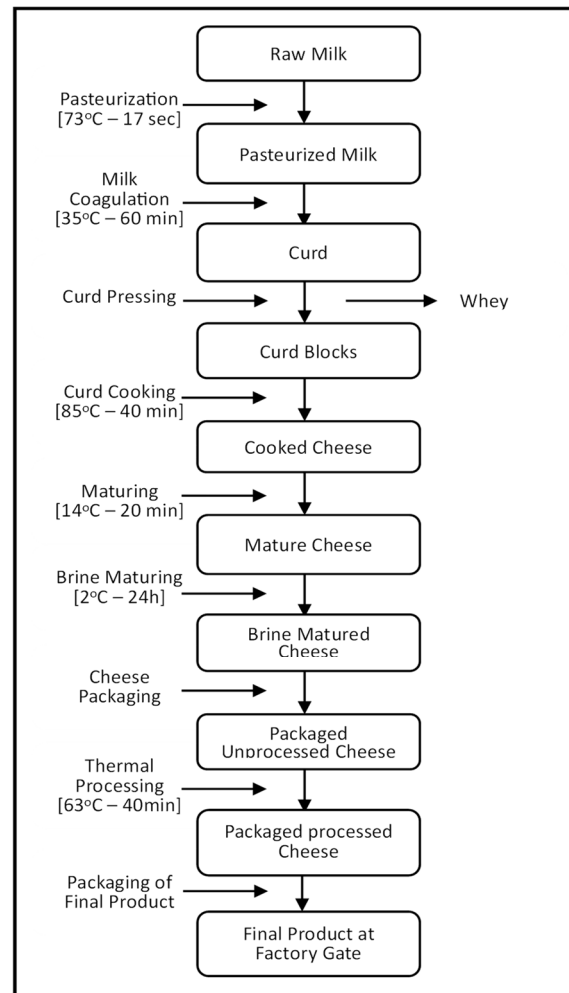 Raw Milk
Pasteurization
[73°C – 17 sec]
Pasteurized Milk
Milk
Coagulation
[35°C – 60 min]
Curd
Curd Pressing
Whey
Curd Blocks
Curd Cooking
[85°C – 40 min]
Cooked Cheese
Maturing
[14°C – 20 min]
Mature Cheese
Brine Maturing
[2°C – 24h]
Brine Matured
Cheese
Cheese
Packaging
Packaged
Unprocessed Cheese
Thermal
Processing
[63°C – 40min]
Packaged processed
Cheese
Packaging of
Final Product
Final Product at
Factory Gate